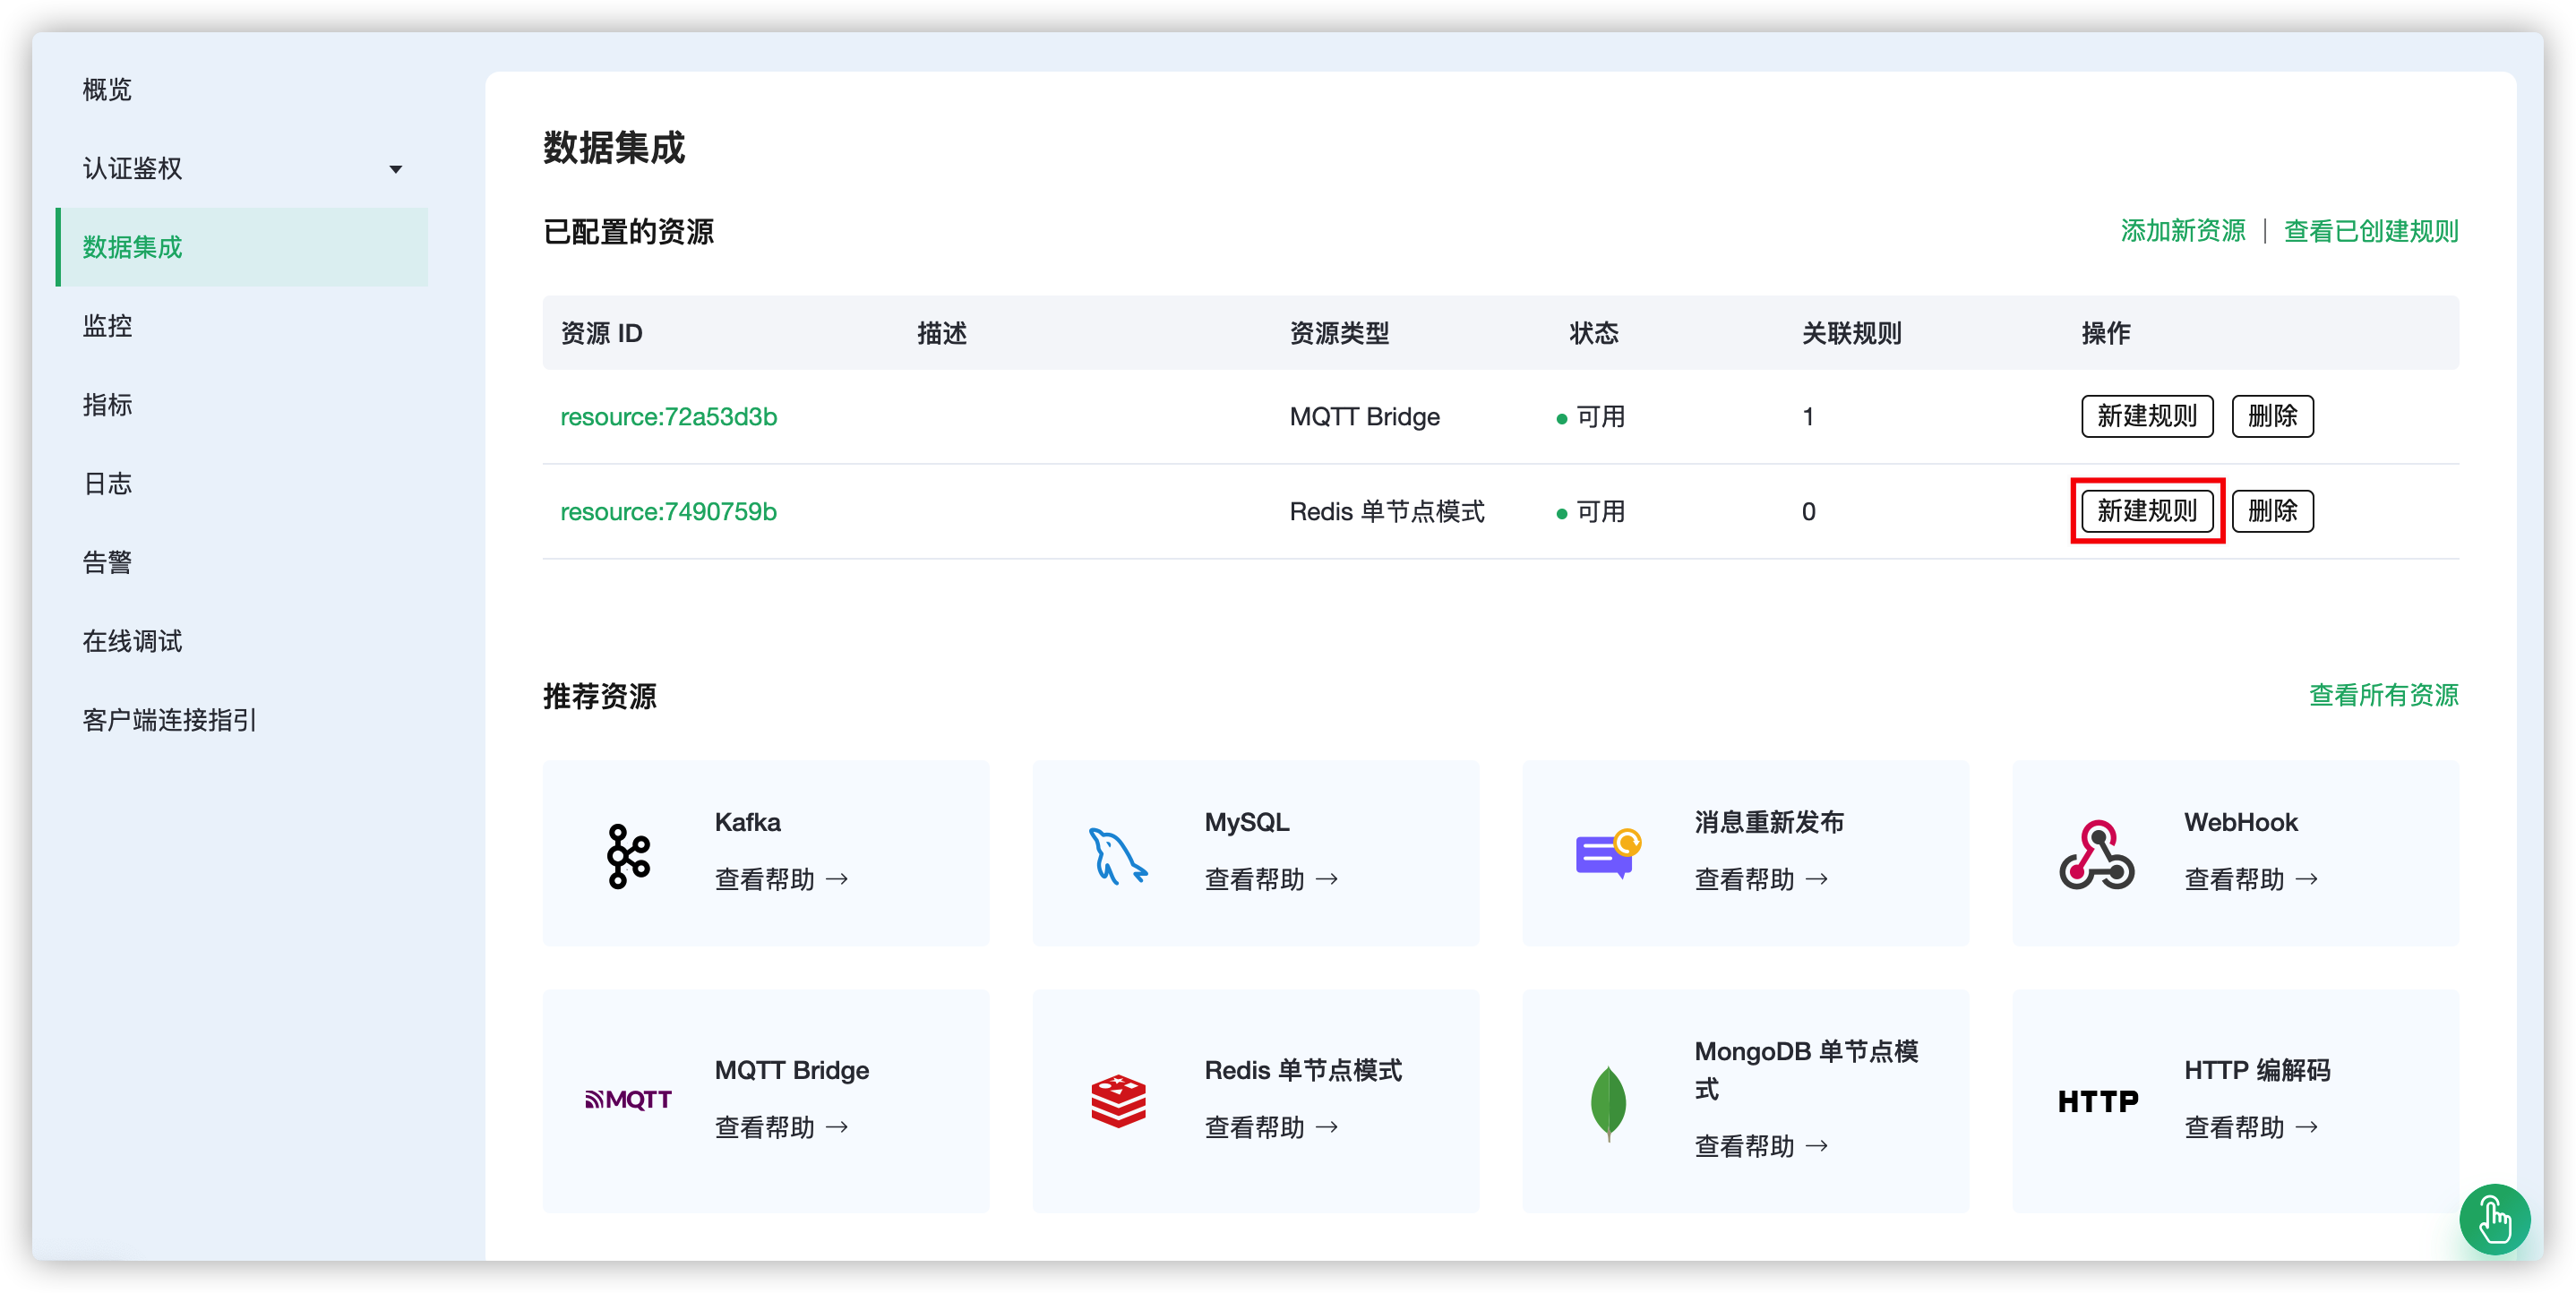 概览
认证鉴权
数据集成
监控
指标
日志
告警
在线调试
客户端连接指引
数据集成
已配置的资源
添加新资源 | 查看已创建规则
资源 ID 描述 资源类型 状态 关联规则 操作
resource:72a53d3b MQTT Bridge 可用 1 新建规则 删除
resource:7490759b Redis 单节点模式 可用 0 新建规则 删除
推荐资源
查看所有资源
Kafka
查看帮助 →
MySQL
查看帮助 →
消息重新发布
查看帮助 →
WebHook
查看帮助 →
MQTT
MQTT Bridge
查看帮助 →
Redis 单节点模式
查看帮助 →
MongoDB 单节点模
式
查看帮助 →
HTTP
HTTP 编解码
查看帮助 →